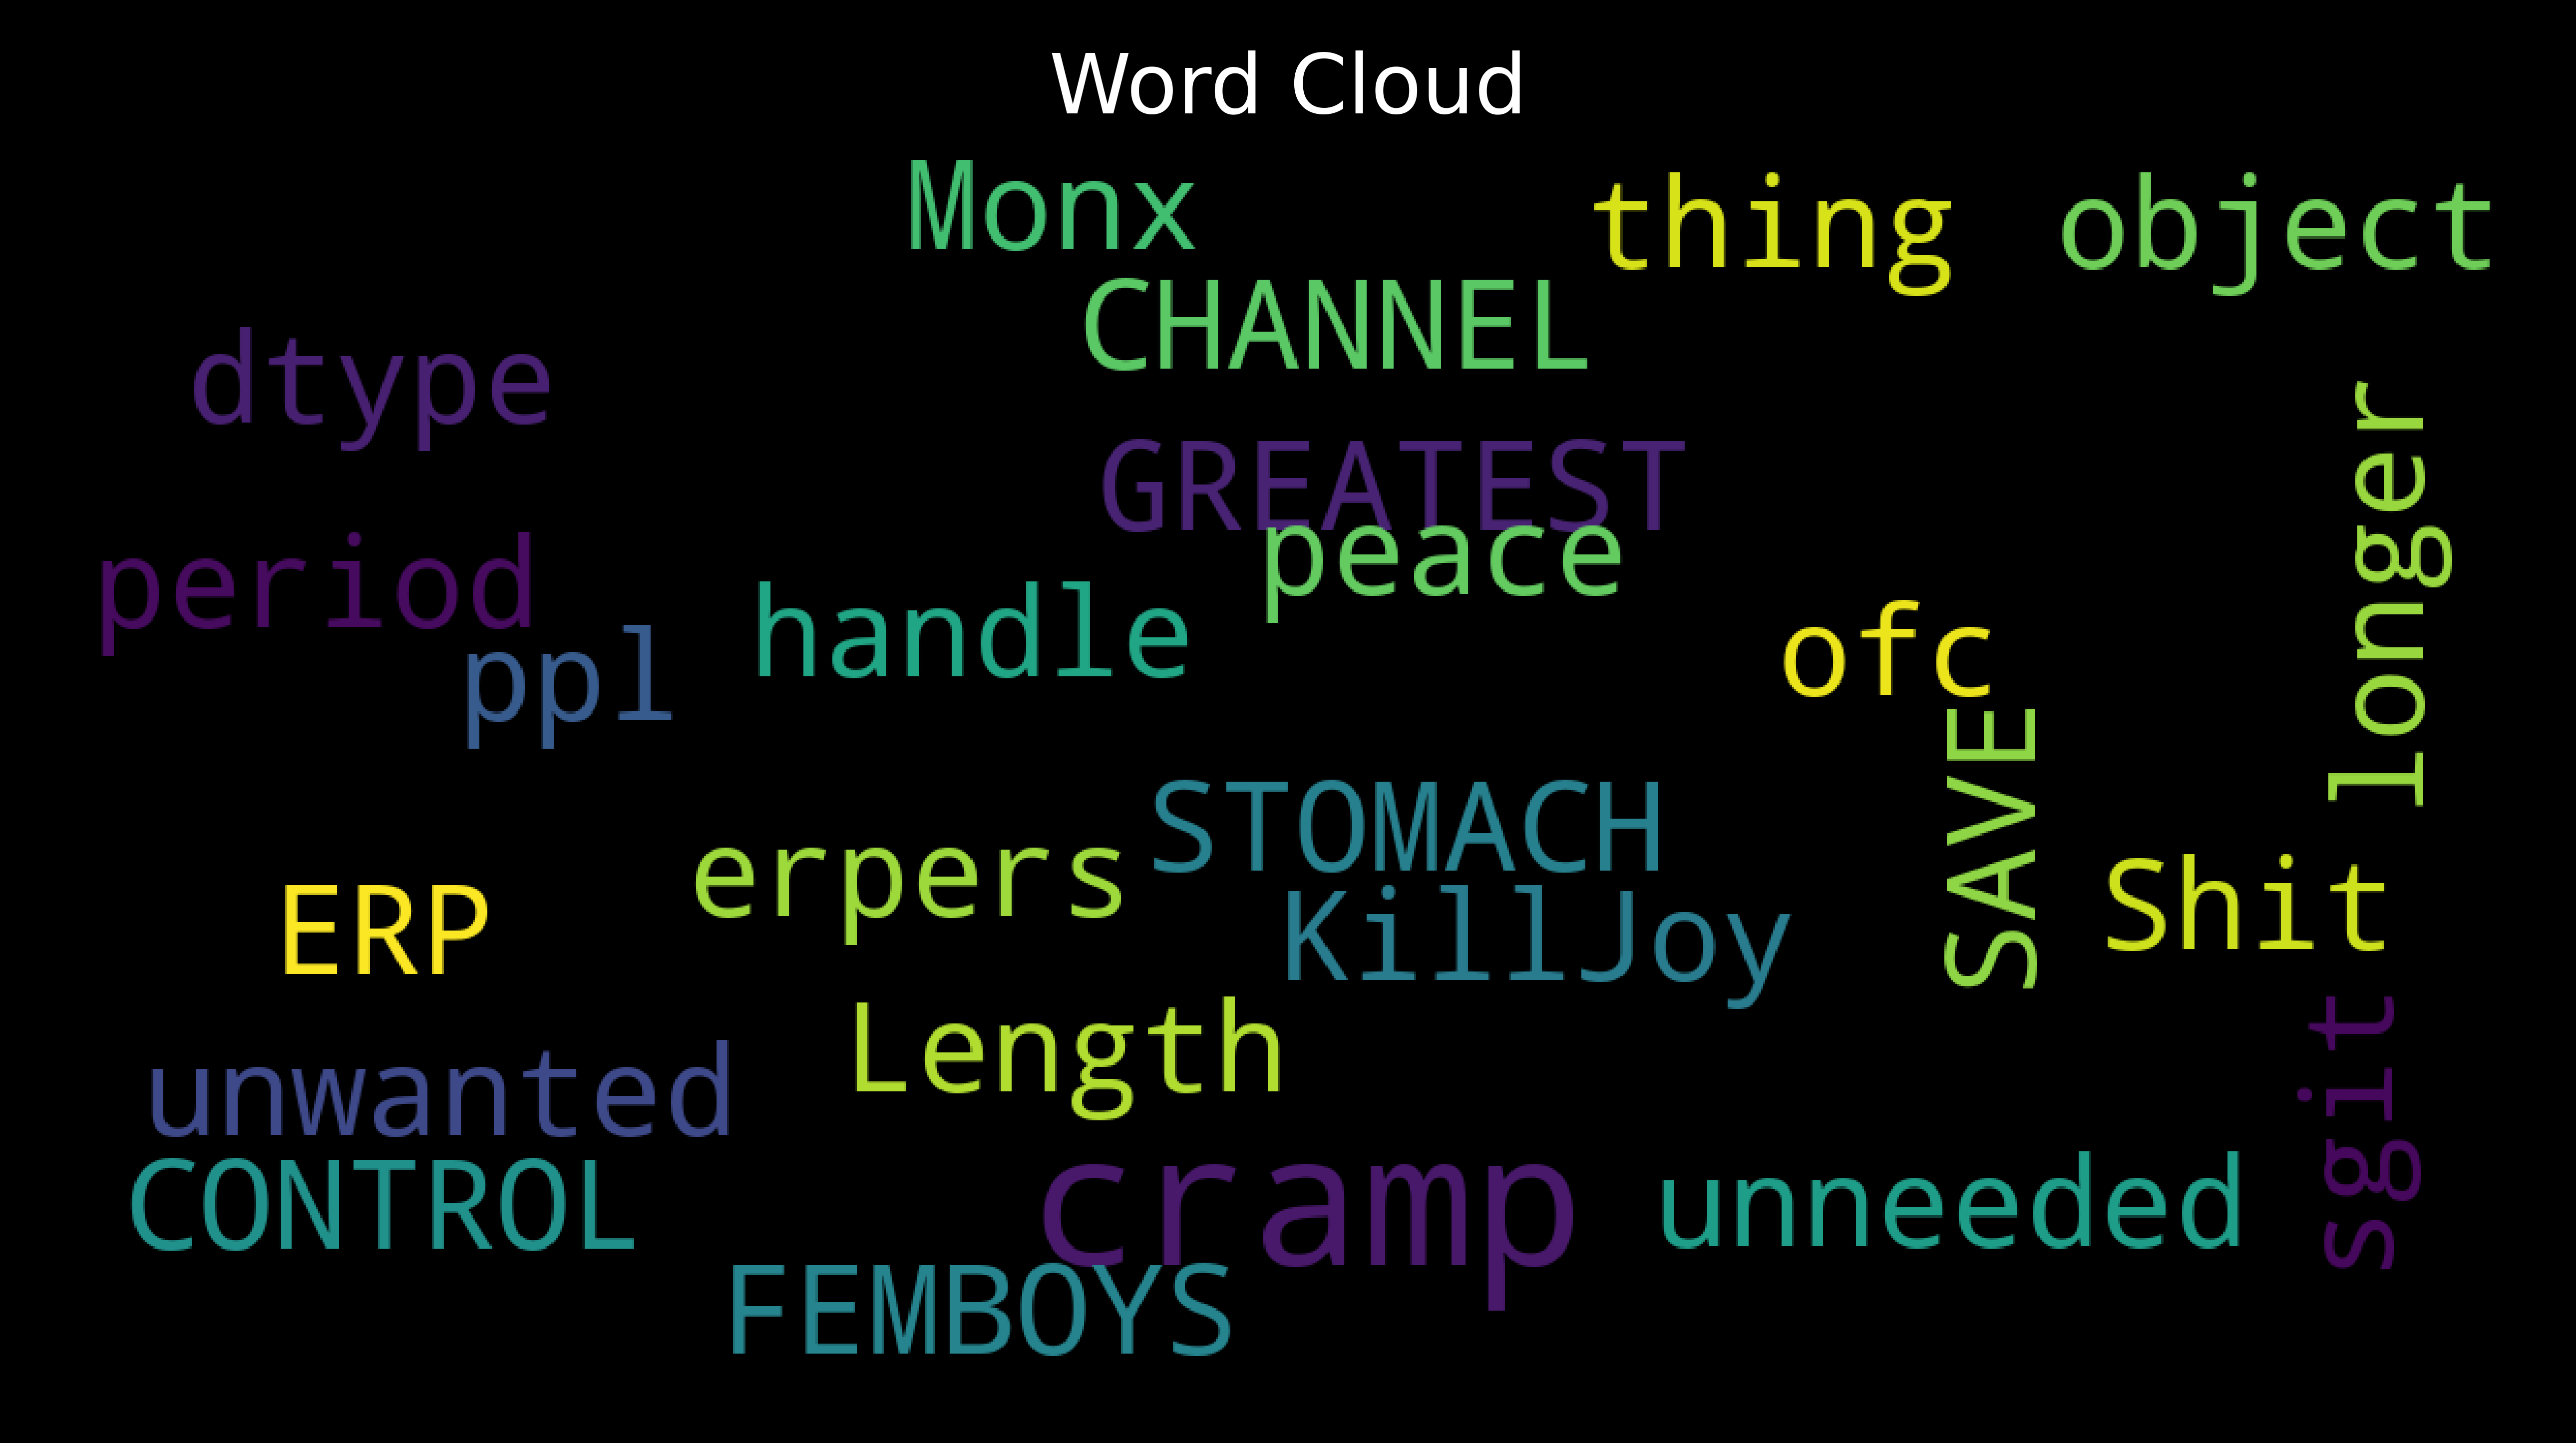 Word Cloud
Monx
thing
object
CHANNEL
dtype
GREATEST
longer
period
peace
handle
ofc
ppl
SAVE
STOMACH
erpers
Shit
ERP
KillJoy
Length
sgit
unwanted
CONTROL
cramp
unneeded
FEMBOYS